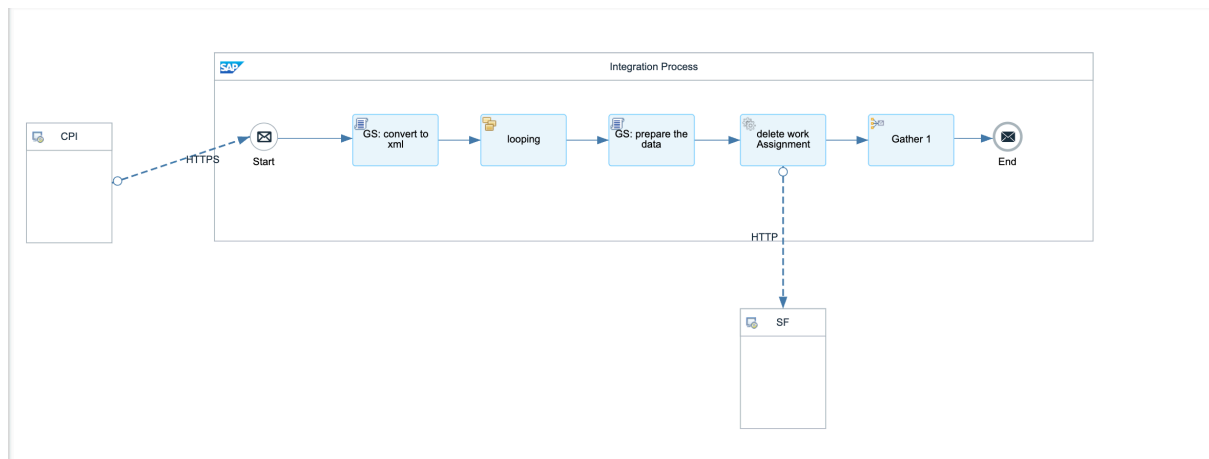 SAP
Integration Process
CPI
HTTPS
Start
GS: convert to
xml
looping
GS: prepare the
data
delete work
Assignment
Gather 1
End
HTTP
SF